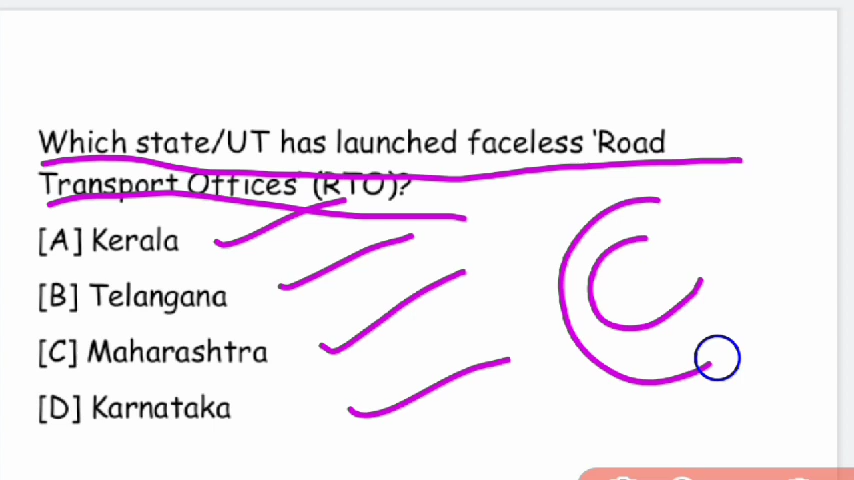 Which state/UT has launched faceless 'Road
Transport Offices' (RTO)?
[A] Kerala
[B] Telangana
[C] Maharashtra
[D] Karnataka
C